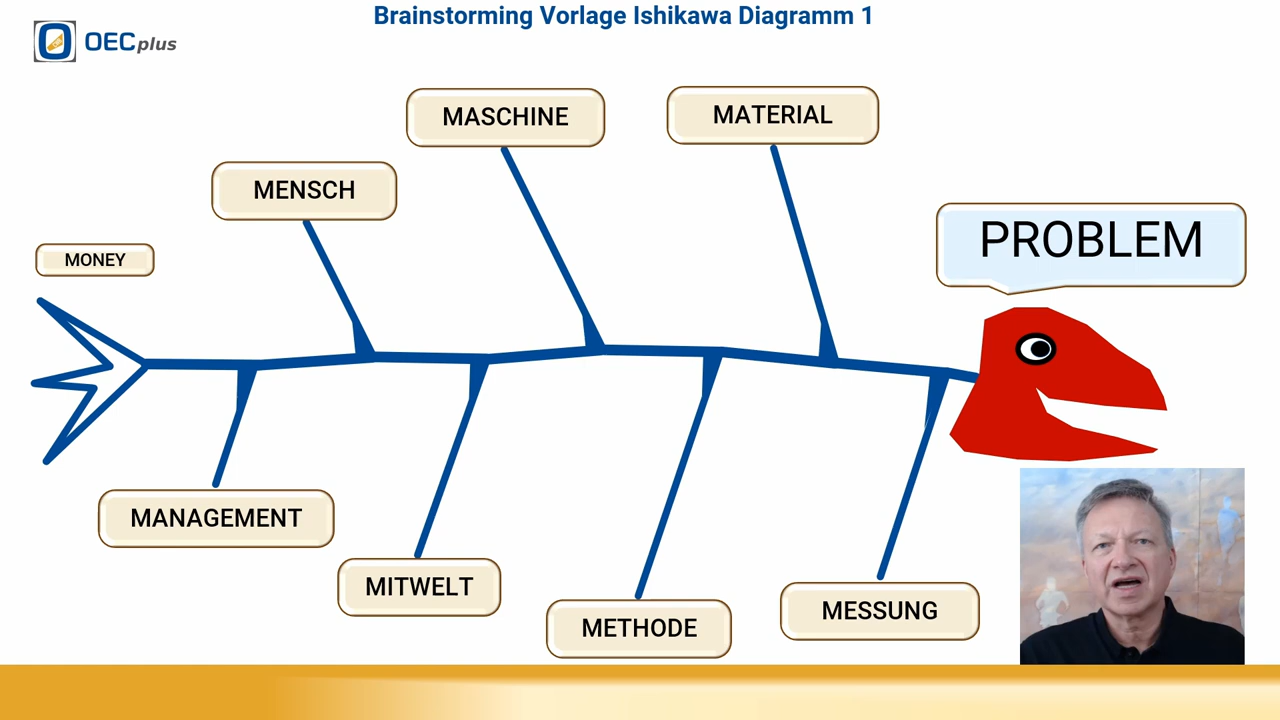 Brainstorming Vorlage Ishikawa Diagramm 1
OECplus
MASCHINE
MATERIAL
MENSCH
PROBLEM
MONEY
MANAGEMENT
MITWELT
METHODE
MESSUNG